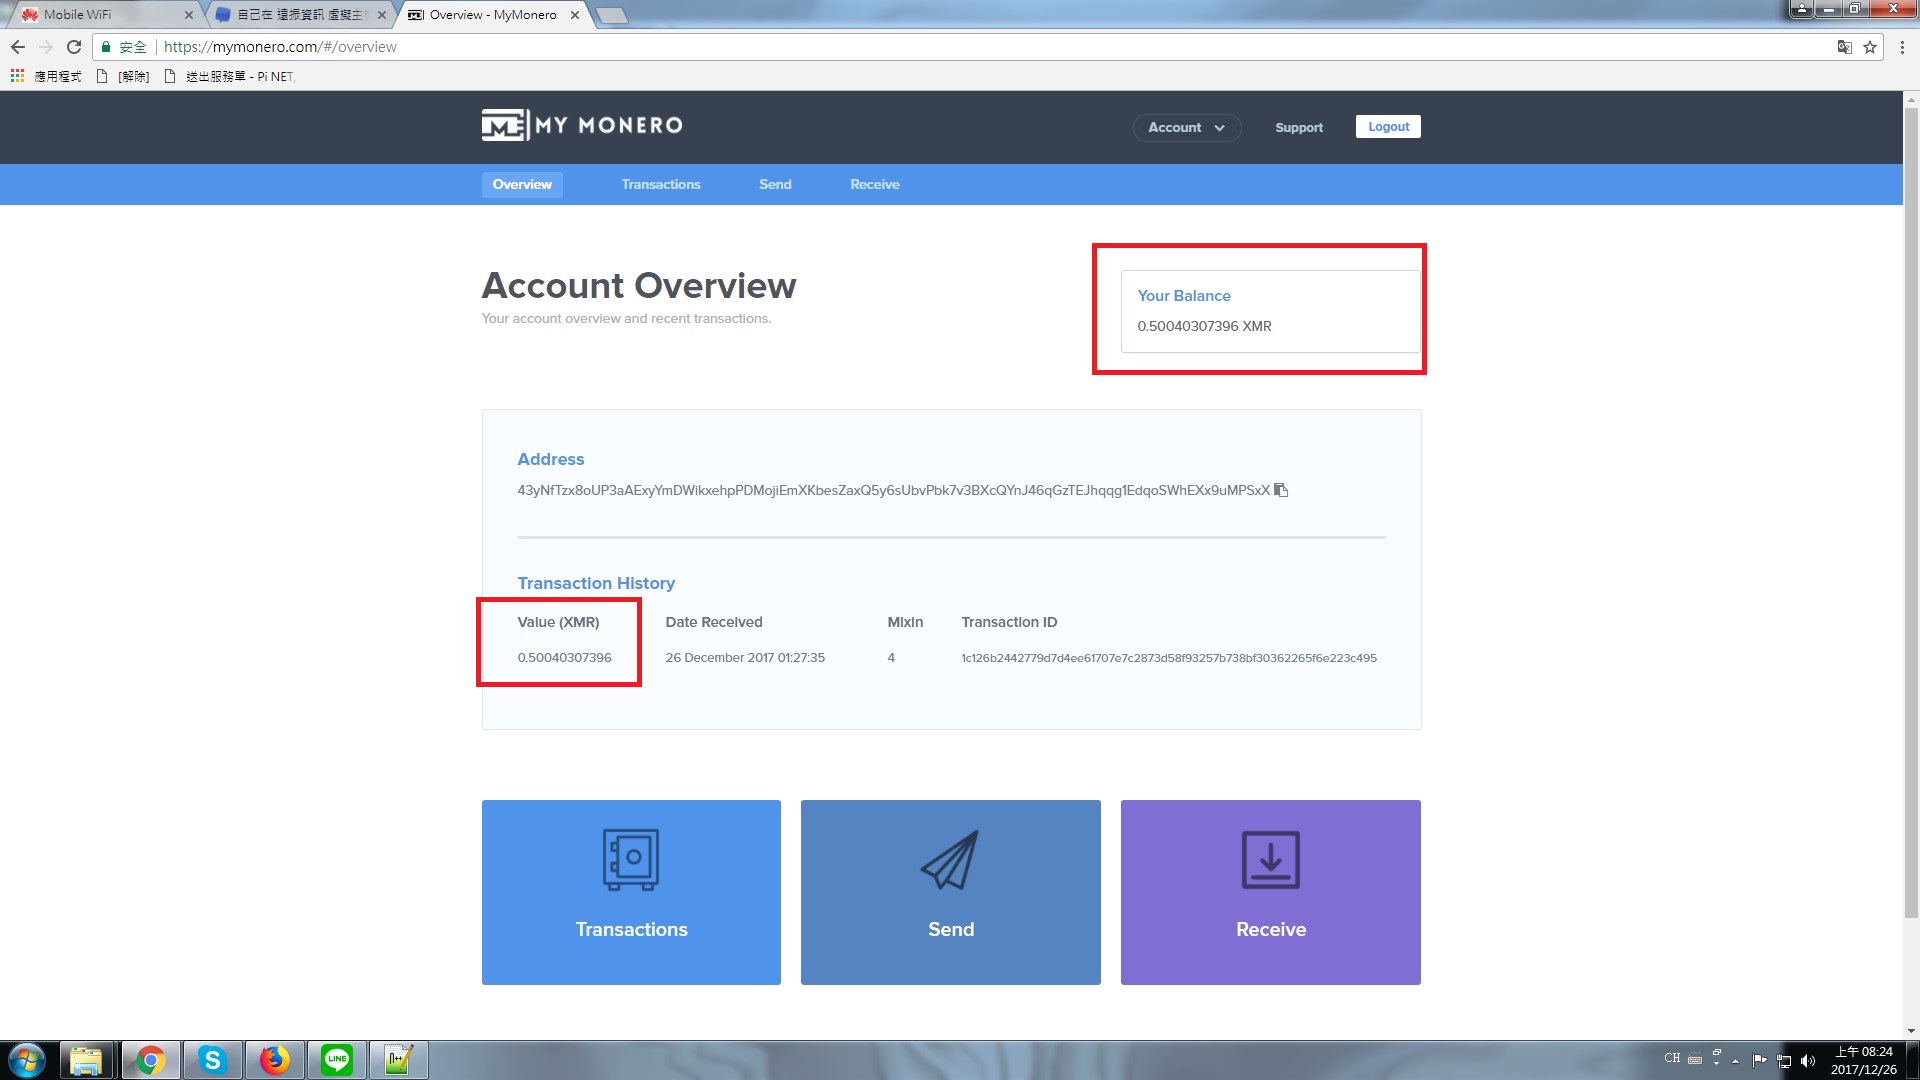 Mobile WiFi
自己在 遠振資訊 虛擬主
Overview - MyMonero
安全
https://mymonero.com/#/overview
應用程式
[解除]
送出服務單 - Pi NET,
MY MONERO
Account
Support
Logout
Overview
Transactions
Send
Receive
Account Overview
Your account overview and recent transactions.
Your Balance
0.50040307396 XMR
Address
43yNfTzx8oUP3aAExyYmDWikxehpPDMojiEmXKbesZaxQ5y6sUbvPbk7v3BXcQYnJ46qGzTEJhqqg1EdqoSWhEXx9uMPSxX
Transaction History
Value (XMR) Date Received MixIn Transaction ID
0.50040307396 26 December 2017 01:27:35 4 1c126b2442779d7d4ee61707e7c2873d58f93257b738bf30362265f6e223c495
Transactions
Send
Receive
LINE
CH
上午 08:24
2017/12/26